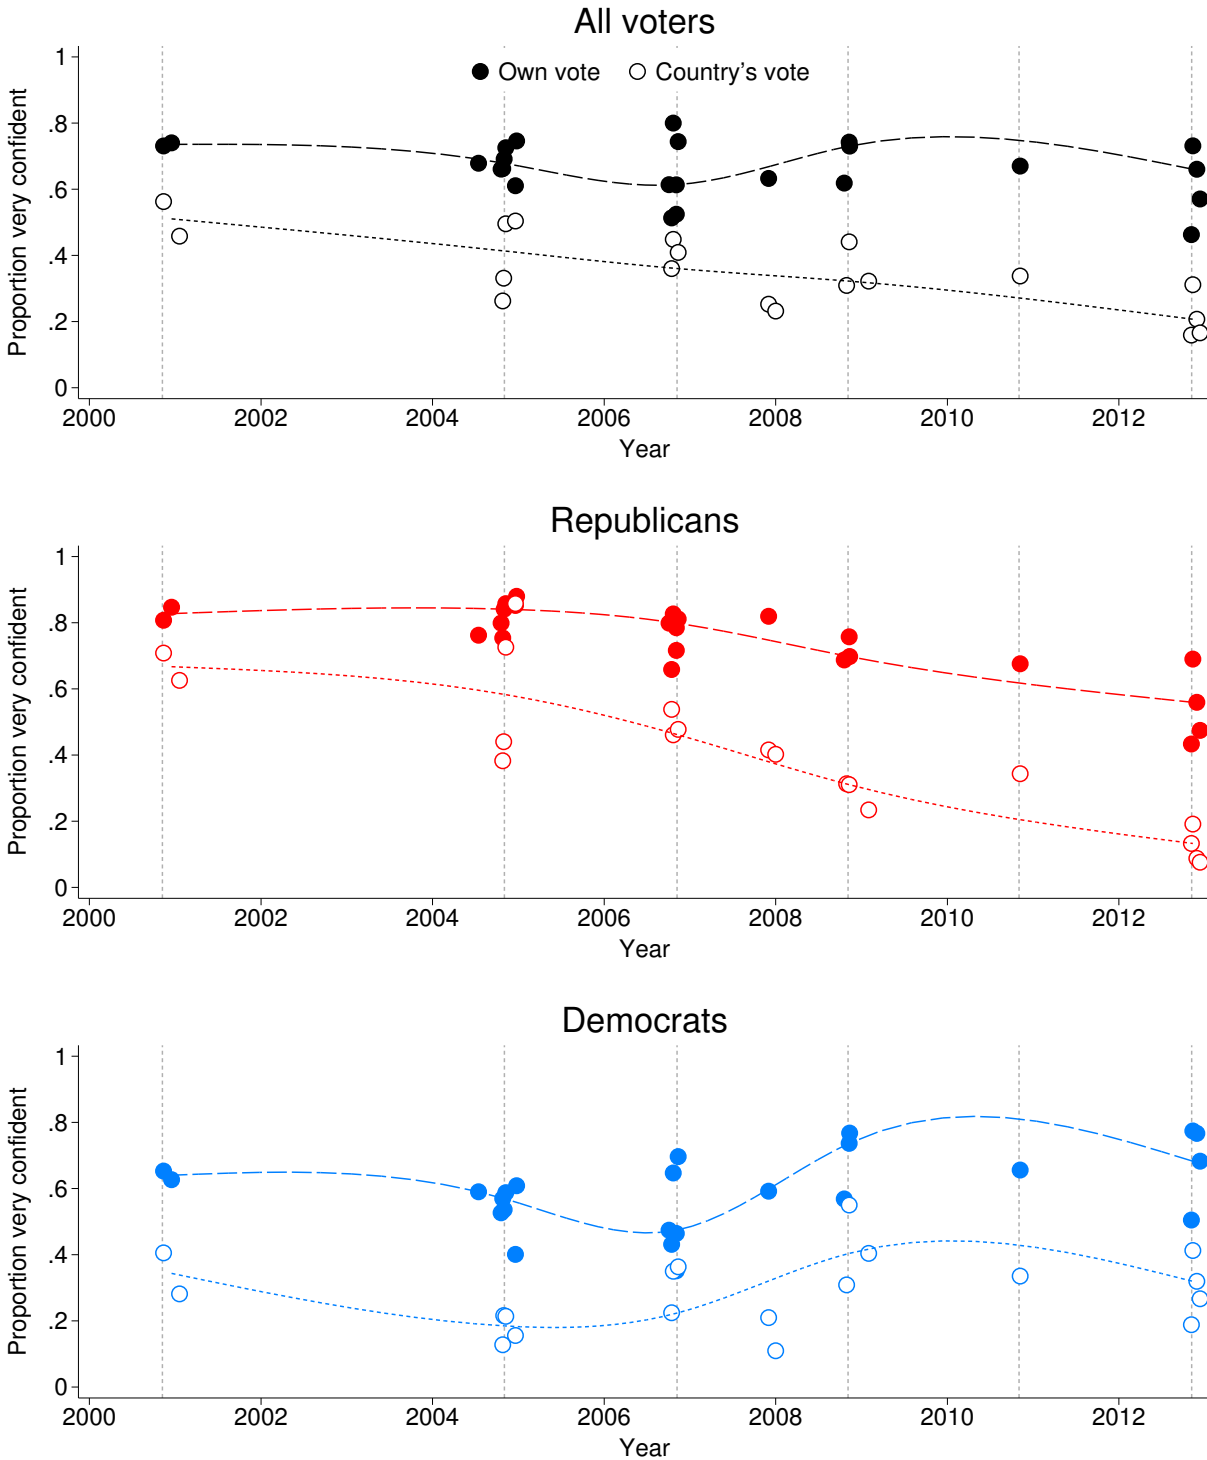 All voters
Own vote Country's vote
Proportion very confident
1
.8
.6
.4
.2
0
2000 2002 2004 2006 2008 2010 2012
Year
Republicans
Proportion very confident
1
.8
.6
.4
.2
0
2000 2002 2004 2006 2008 2010 2012
Year
Democrats
Proportion very confident
1
.8
.6
.4
.2
0
2000 2002 2004 2006 2008 2010 2012
Year